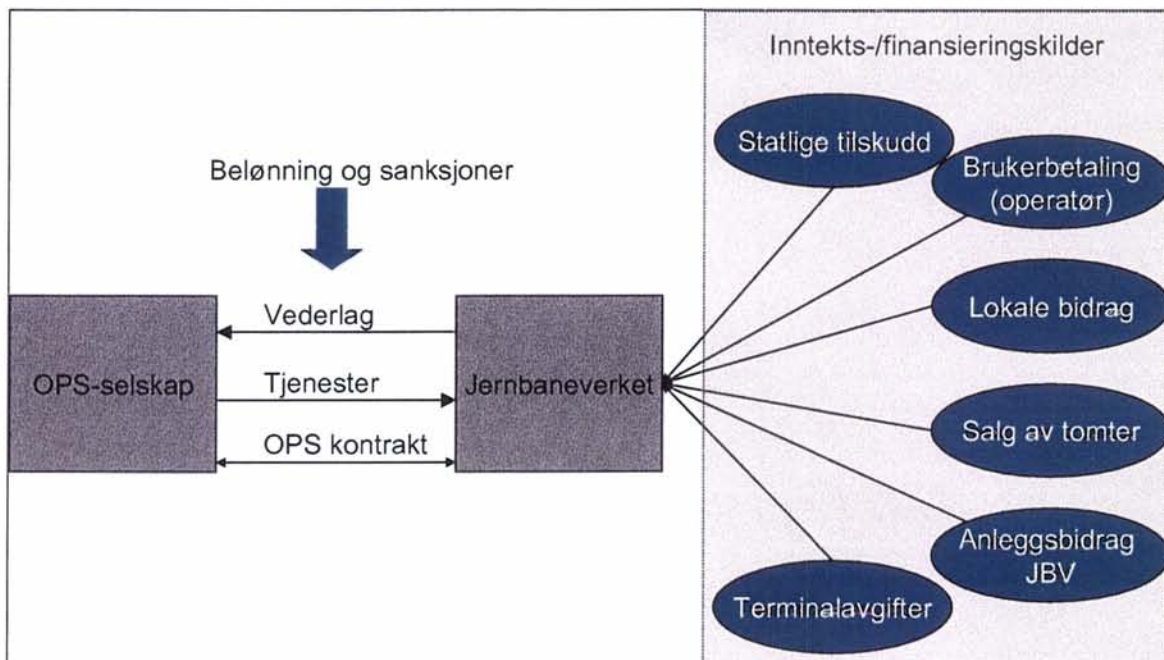 Inntekts-/finansieringskilder
Statlige tilskudd
Brukerbetaling
(operatør)
Belønning og sanksjoner
Lokale bidrag
Vederlag
OPS-selskap
Tjenester
Jernbaneverket
OPS kontrakt
Salg av tomter
Anleggsbidrag
JBV
Terminalavgifter